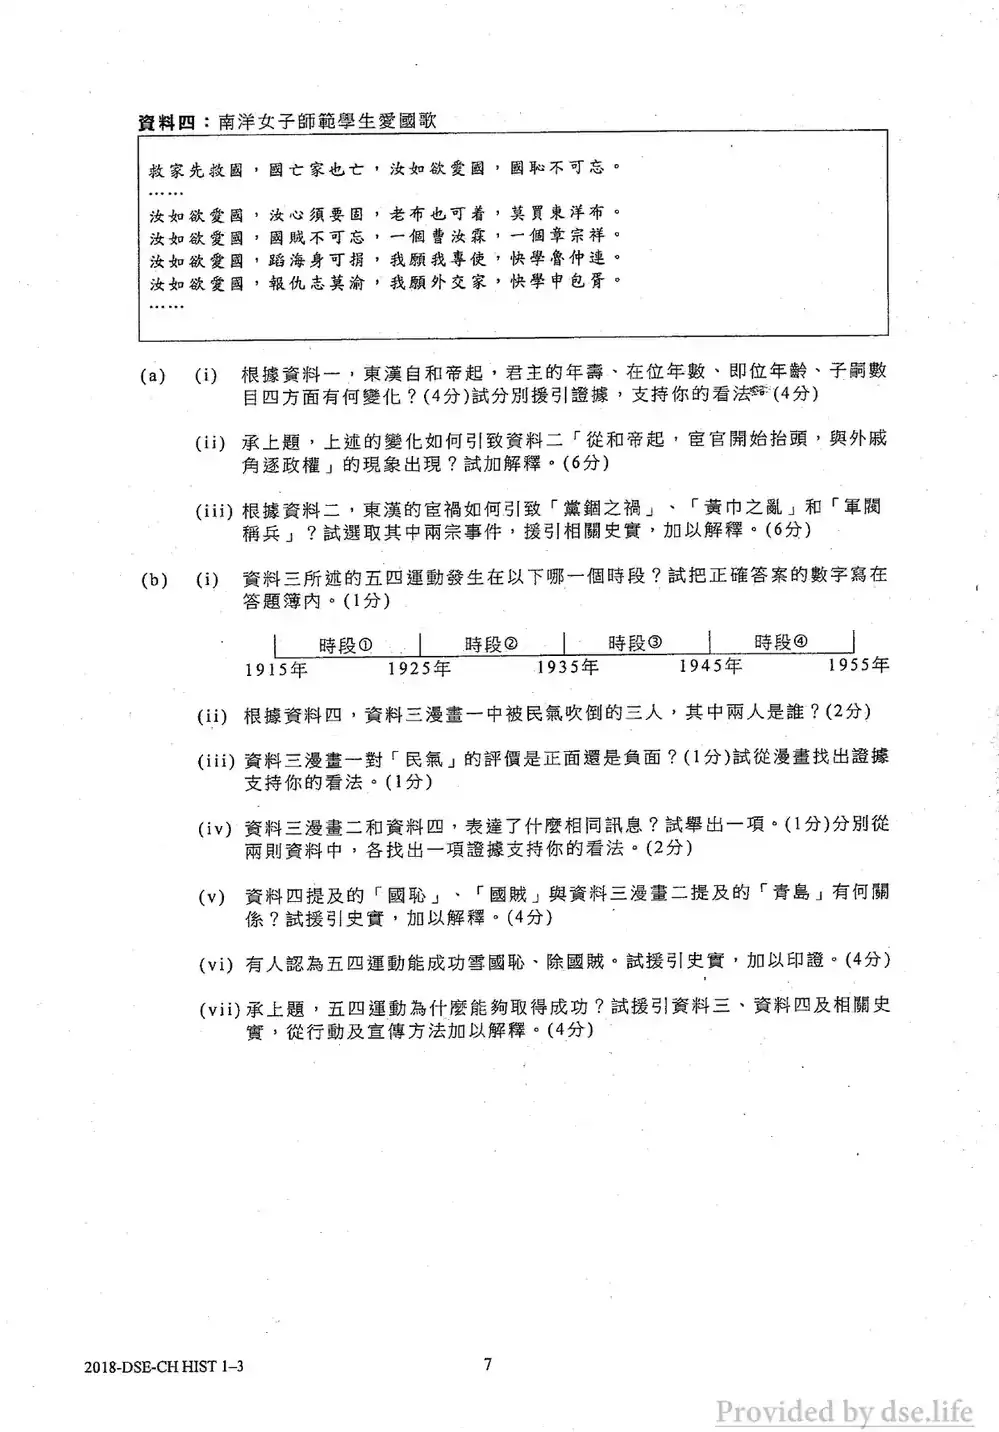 資料四：南洋女子師範學生愛國歌
救家先救國，國亡家也亡，汝如欲愛國，國恥不可忘。
……
汝如欲愛國，汝心須要固，老布也可着，莫買東洋布。
汝如欲愛國，國賊不可忘，一個曹汝霖，一個章宗祥。
汝如欲愛國，蹈海身可捐，我願我專使，快學魯仲連。
汝如欲愛國，報仇志莫渝，我願外交家，快學申包胥。
……
(a) (i) 根據資料一，東漢自和帝起，君主的年壽、在位年數、即位年齡、子嗣數
目四方面有何變化？(4分)試分別援引證據，支持你的看法。(4分)
(ii) 承上題，上述的變化如何引致資料二「從和帝起，宦官開始抬頭，與外戚
角逐政權」的現象出現？試加解釋。(6分)
(iii) 根據資料二，東漢的宦禍如何引致「黨錮之禍」、「黃巾之亂」和「軍閥
稱兵」？試選取其中兩宗事件，援引相關史實，加以解釋。(6分)
(b) (i) 資料三所述的五四運動發生在以下哪一個時段？試把正確答案的數字寫在
答題簿內。(1分)
時段① 時段② 時段③ 時段④
1915年 1925年 1935年 1945年 1955年
(ii) 根據資料四，資料三漫畫一中被民氣吹倒的三人，其中兩人是誰？(2分)
(iii) 資料三漫畫一對「民氣」的評價是正面還是負面？(1分)試從漫畫找出證據
支持你的看法。(1分)
(iv) 資料三漫畫二和資料四，表達了什麼相同訊息？試舉出一項。(1分)分別從
兩則資料中，各找出一項證據支持你的看法。(2分)
(v) 資料四提及的「國恥」、「國賊」與資料三漫畫二提及的「青島」有何關
係？試援引史實，加以解釋。(4分)
(vi) 有人認為五四運動能成功雪國恥、除國賊。試援引史實，加以印證。(4分)
(vii) 承上題，五四運動為什麼能夠取得成功？試援引資料三、資料四及相關史
實，從行動及宣傳方法加以解釋。(4分)
2018-DSE-CH HIST 1–3
7
Provided by dse.life